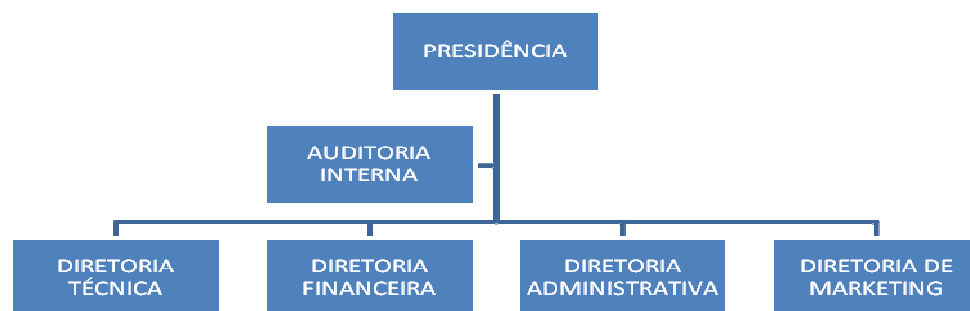 PRESIDÊNCIA
AUDITORIA
INTERNA
DIRETORIA
TÉCNICA
DIRETORIA
FINANCEIRA
DIRETORIA
ADMINISTRATIVA
DIRETORIA DE
MARKETING